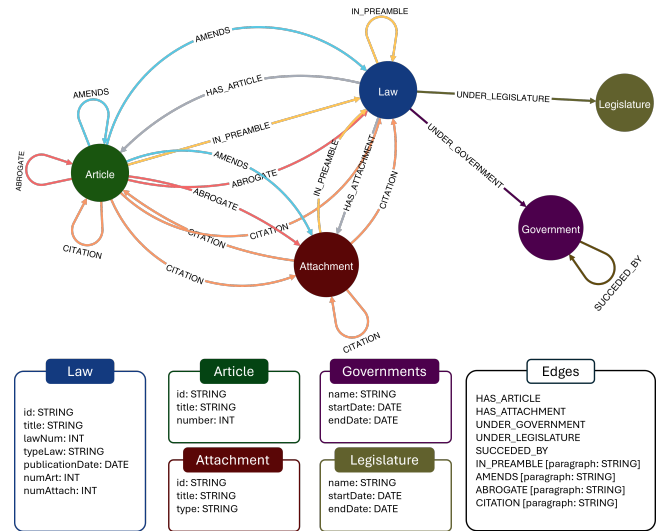 IN_PREAMBLE
AMENDS
Law
HAS_ARTICLE
UNDER_LEGISLATURE
Legislature
AMENDS
IN_PREAMBLE
UNDER_GOVERNMENT
ABROGATE
Article
AMENDS
ABROGATE
IN_PREAMBLE
HAS_ATTACHMENT
CITATION
ABROGATE
Government
CITATION
CITATION
CITATION
CITATION
Attachment
SUCCEDED_BY
CITATION
Law
id: STRING
title: STRING
lawNum: INT
typeLaw: STRING
publicationDate: DATE
numArt: INT
numAttach: INT
Article
id: STRING
title: STRING
number: INT
Attachment
id: STRING
title: STRING
type: STRING
Governments
name: STRING
startDate: DATE
endDate: DATE
Legislature
name: STRING
startDate: DATE
endDate: DATE
Edges
HAS_ARTICLE
HAS_ATTACHMENT
UNDER_GOVERNMENT
UNDER_LEGISLATURE
SUCCEDED_BY
IN_PREAMBLE [paragraph: STRING]
AMENDS [paragraph: STRING]
ABROGATE [paragraph: STRING]
CITATION [paragraph: STRING]